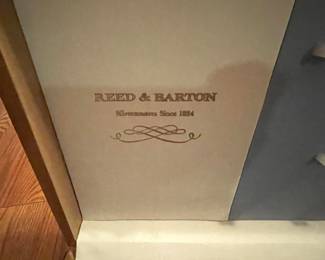 REED & BARTON
Silversmiths Since 1824